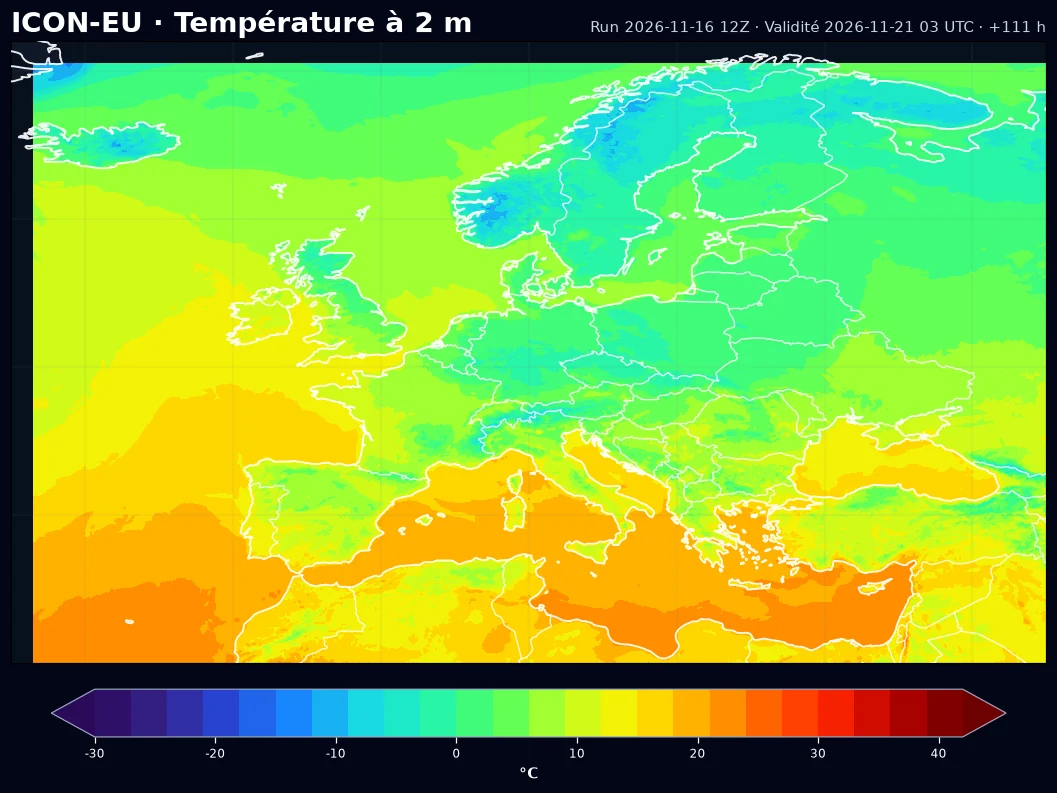 ICON-EU · Température à 2 m
Run 2026-11-16 12Z · Validité 2026-11-21 03 UTC · +111 h
-30 -20 -10 0 10 20 30 40
°C